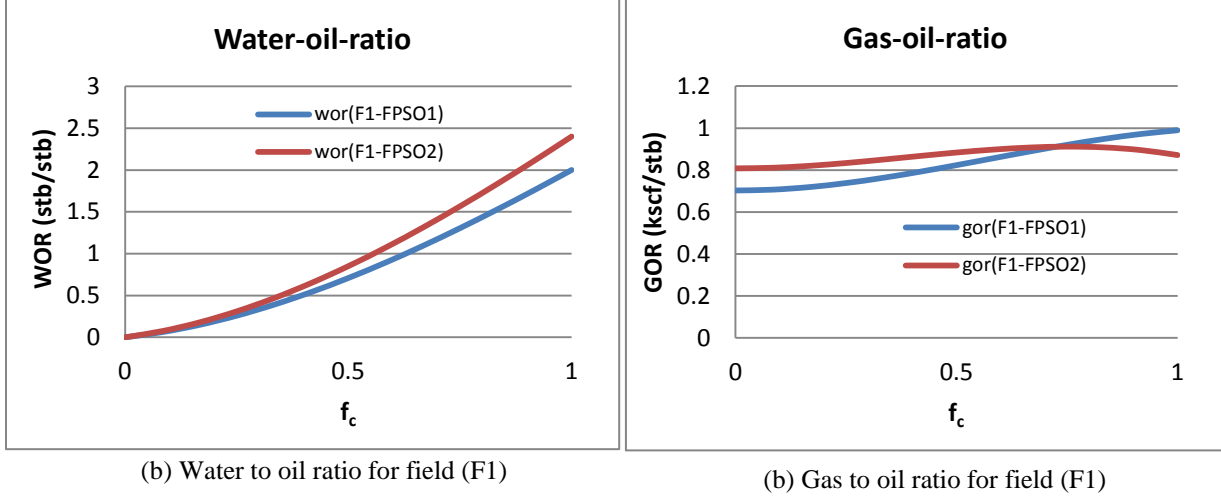 Water-oil-ratio
3
2.5
2
1.5
1
0.5
0
WOR (stb/stb)
wor(F1-FPSO1)
wor(F1-FPSO2)
0 0.5 1
fc
(b) Water to oil ratio for field (F1)
Gas-oil-ratio
1.2
1
0.8
0.6
0.4
0.2
0
GOR (kscf/stb)
gor(F1-FPSO1)
gor(F1-FPSO2)
0 0.5 1
fc
(b) Gas to oil ratio for field (F1)